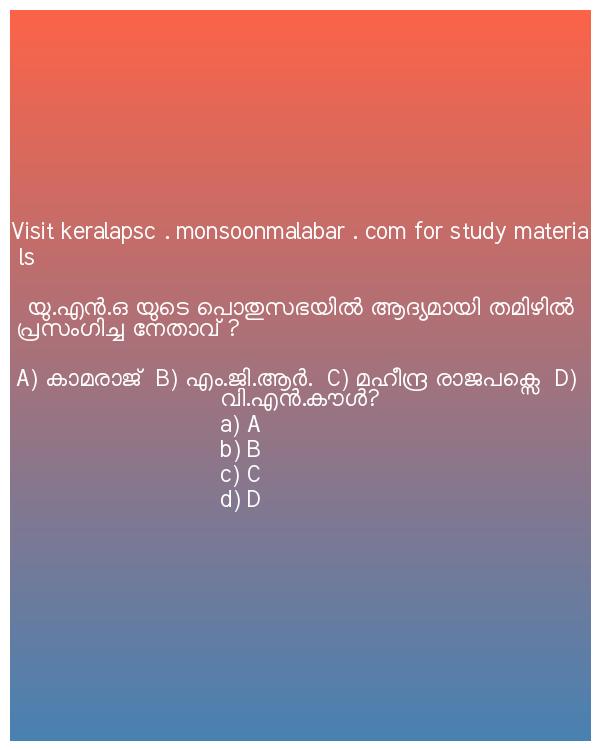 Visit keralapsc . monsoonmalabar . com for study materia
ls
യു.എൻ.ഒ യുടെ പൊതുസഭയിൽ ആദ്യമായി തമിഴിൽ
പ്രസംഗിച്ച നേതാവ് ?
A) കാമരാജ് B) എം.ജി.ആർ. C) മഹീന്ദ്ര രാജപക്സെ D)
വി.എൻ.കൗൾ?
a) A
b) B
c) C
d) D